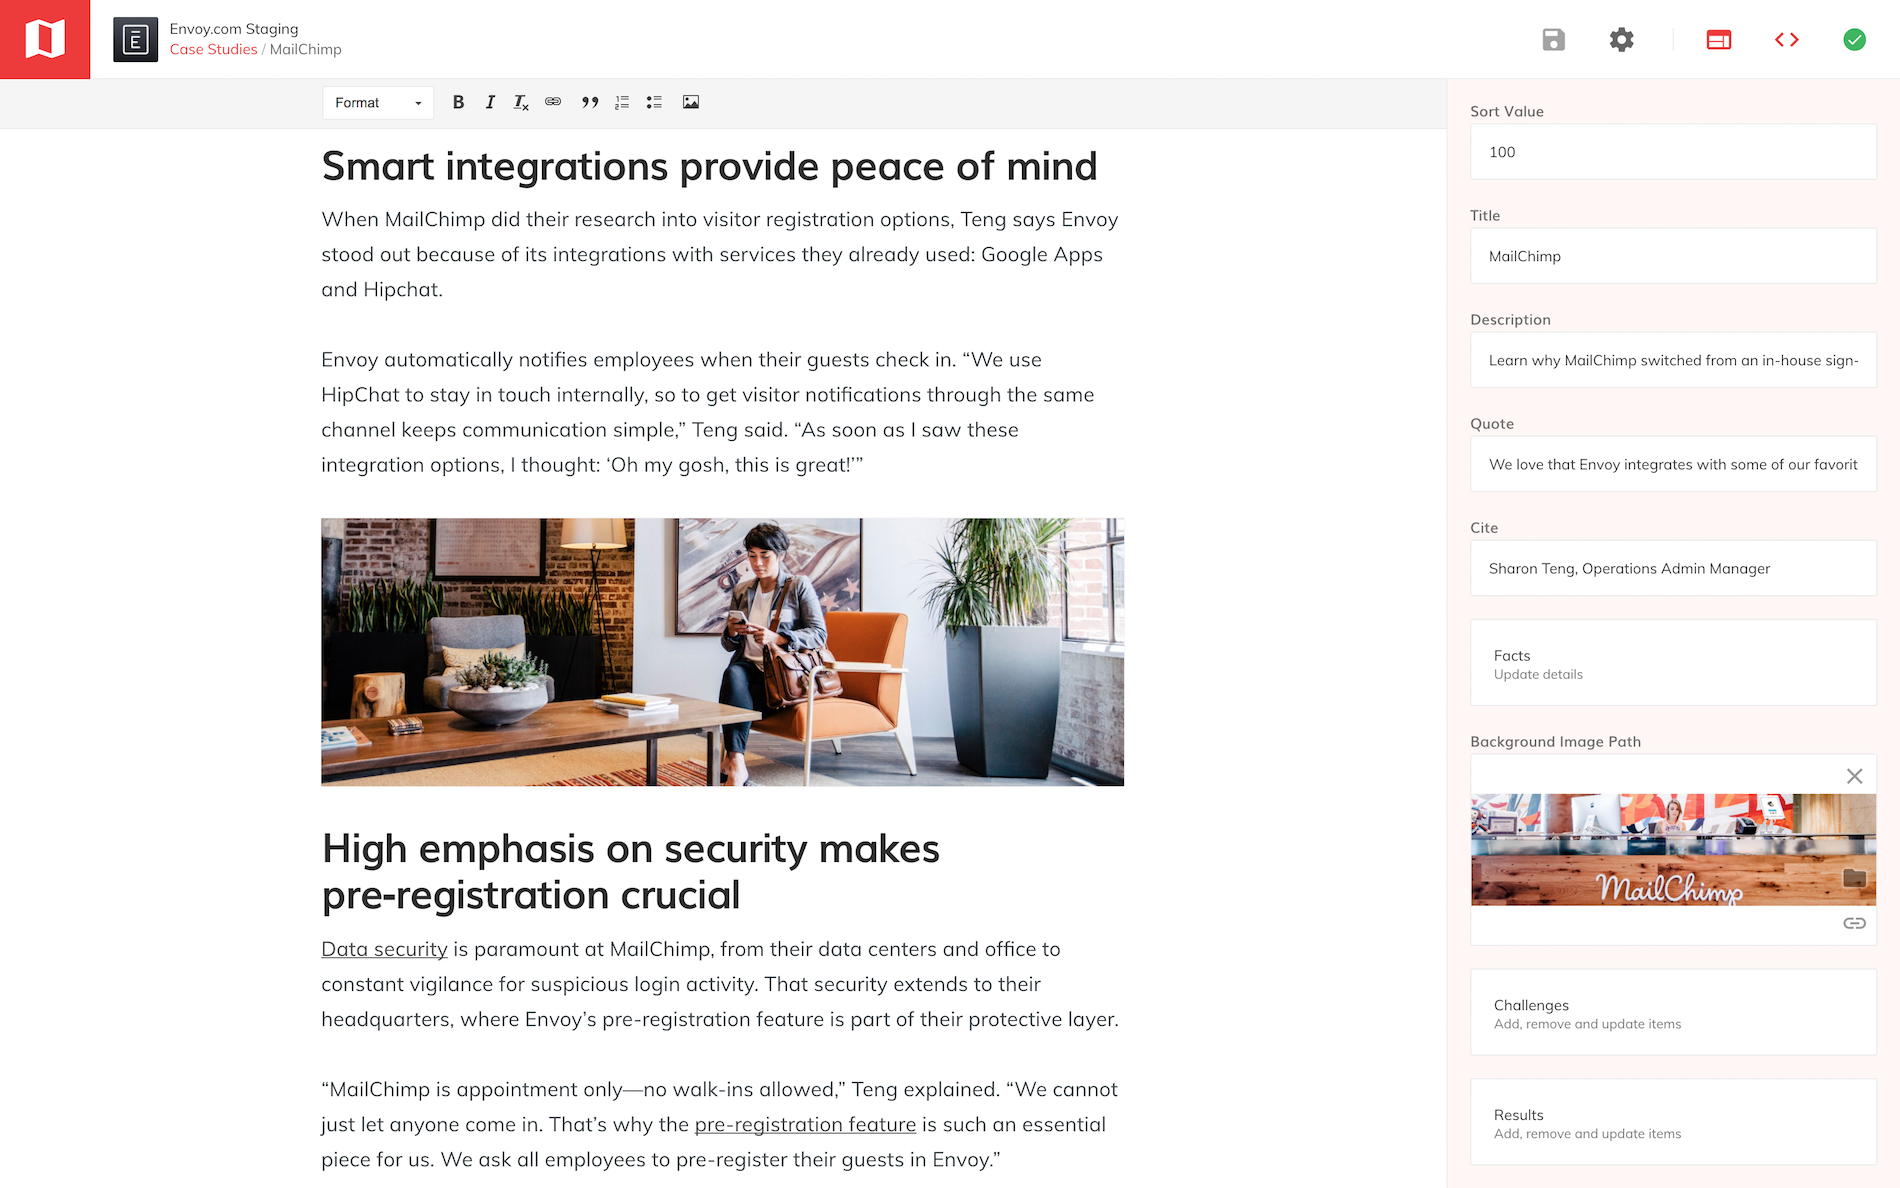 Envoy.com Staging
Case Studies / MailChimp
Format
Smart integrations provide peace of mind
When MailChimp did their research into visitor registration options, Teng says Envoy
stood out because of its integrations with services they already used: Google Apps
and Hipchat.
Envoy automatically notifies employees when their guests check in. “We use
HipChat to stay in touch internally, so to get visitor notifications through the same
channel keeps communication simple,” Teng said. “As soon as I saw these
integration options, I thought: ‘Oh my gosh, this is great!’”
High emphasis on security makes
pre-registration crucial
Data security is paramount at MailChimp, from their data centers and office to
constant vigilance for suspicious login activity. That security extends to their
headquarters, where Envoy’s pre-registration feature is part of their protective layer.
“MailChimp is appointment only—no walk-ins allowed,” Teng explained. “We cannot
just let anyone come in. That’s why the pre-registration feature is such an essential
piece for us. We ask all employees to pre-register their guests in Envoy.”
Sort Value
100
Title
MailChimp
Description
Learn why MailChimp switched from an in-house sign-
Quote
We love that Envoy integrates with some of our favorit
Cite
Sharon Teng, Operations Admin Manager
Facts
Update details
Background Image Path
MailChimp
Challenges
Add, remove and update items
Results
Add, remove and update items